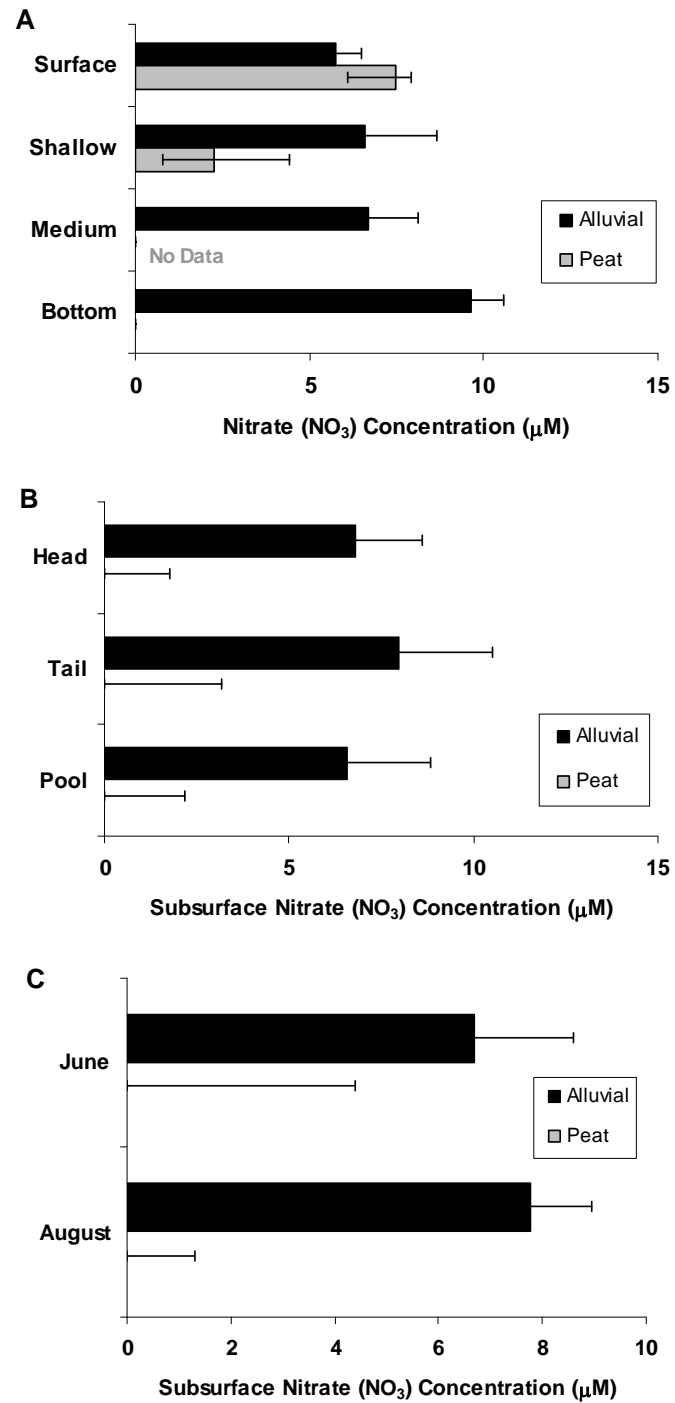 A
Surface
Shallow
Medium
No Data
Bottom
Alluvial
Peat
0 5 10 15
Nitrate (NO₃) Concentration (μM)
B
Head
Tail
Pool
Alluvial
Peat
0 5 10 15
Subsurface Nitrate (NO₃) Concentration (μM)
C
June
August
Alluvial
Peat
0 2 4 6 8 10
Subsurface Nitrate (NO₃) Concentration (μM)